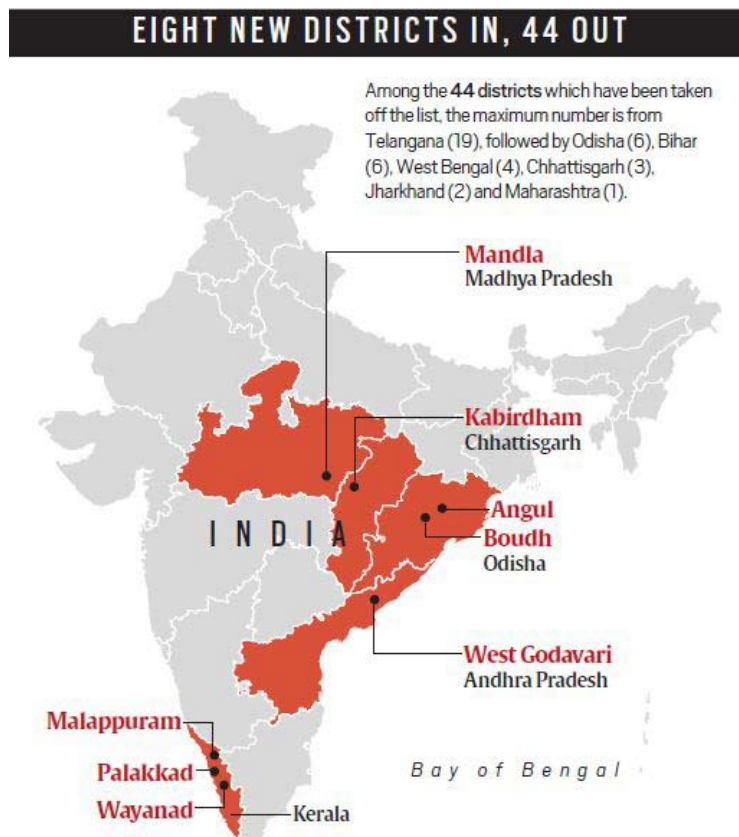 EIGHT NEW DISTRICTS IN, 44 OUT
Among the 44 districts which have been taken
off the list, the maximum number is from
Telangana (19), followed by Odisha (6), Bihar
(6), West Bengal (4), Chhattisgarh (3),
Jharkhand (2) and Maharashtra (1).
Mandla
Madhya Pradesh
Kabirdham
Chhattisgarh
INDIA
Angul
Boudh
Odisha
West Godavari
Andhra Pradesh
Malappuram
Palakkad
Wayanad
Kerala
Bay of Bengal